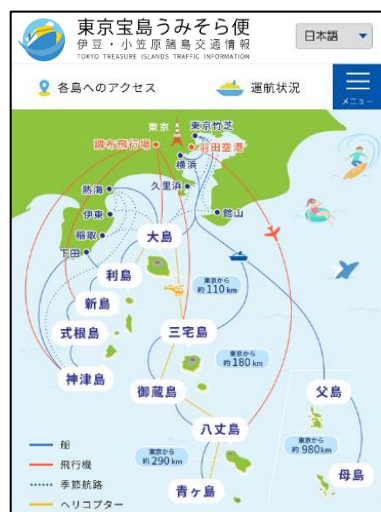 東京宝島うみそら便
伊豆・小笠原諸島交通情報
TOKYO TREASURE ISLANDS TRAFFIC INFORMATION
日本語
各島へのアクセス
運航状況
メニュー
東京
東京竹芝
調布飛行場
羽田空港
横浜
熱海
久里浜
伊東
館山
稲取
下田
大島
利島
東京から
約110km
新島
式根島
三宅島
東京から
約180km
神津島
御蔵島
父島
八丈島
東京から
約290km
東京から
約980km
母島
青ヶ島
船
飛行機
季節航路
ヘリコプター